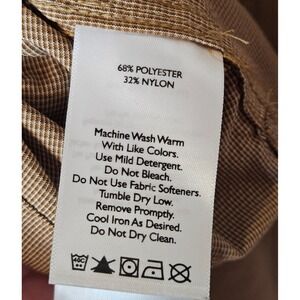 68% POLYESTER
32% NYLON
Machine Wash Warm
With Like Colors.
Use Mild Detergent.
Do Not Bleach.
Do Not Use Fabric Softeners.
Tumble Dry Low.
Remove Promptly.
Cool Iron As Desired.
Do Not Dry Clean.